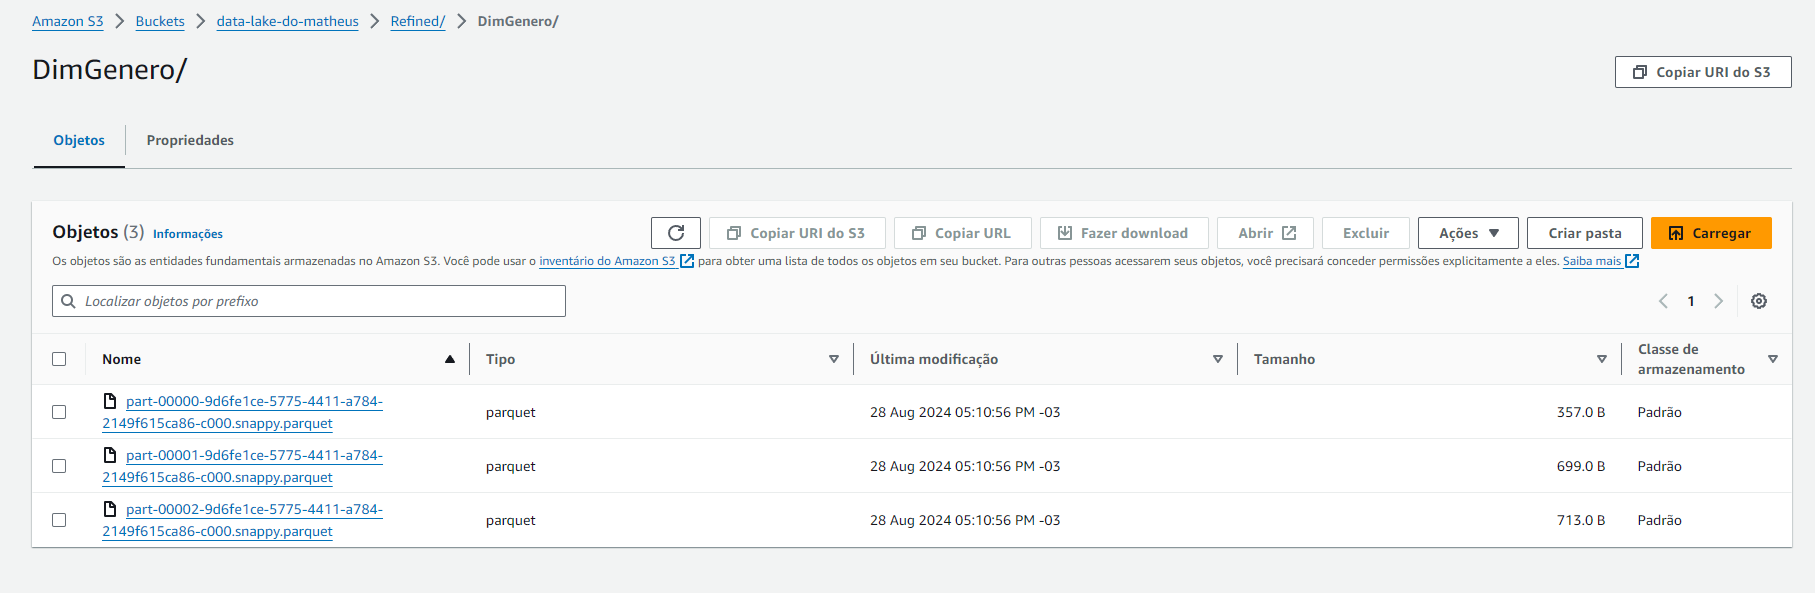 Amazon S3 > Buckets > data-lake-do-matheus > Refined/ > DimGenero/
DimGenero/
Copiar URI do S3
Objetos
Propriedades
Objetos (3) Informações
Copiar URI do S3
Copiar URL
Fazer download
Abrir
Excluir
Ações
Criar pasta
Carregar
Os objetos são as entidades fundamentais armazenadas no Amazon S3. Você pode usar o inventário do Amazon S3 para obter uma lista de todos os objetos em seu bucket. Para outras pessoas acessarem seus objetos, você precisará conceder permissões explicitamente a eles. Saiba mais
Localizar objetos por prefixo
1
Nome
Tipo
Última modificação
Tamanho
Classe de
armazenamento
part-00000-9d6fe1ce-5775-4411-a784-
2149f615ca86-c000.snappy.parquet
parquet
28 Aug 2024 05:10:56 PM -03
357.0 B
Padrão
part-00001-9d6fe1ce-5775-4411-a784-
2149f615ca86-c000.snappy.parquet
parquet
28 Aug 2024 05:10:56 PM -03
699.0 B
Padrão
part-00002-9d6fe1ce-5775-4411-a784-
2149f615ca86-c000.snappy.parquet
parquet
28 Aug 2024 05:10:56 PM -03
713.0 B
Padrão